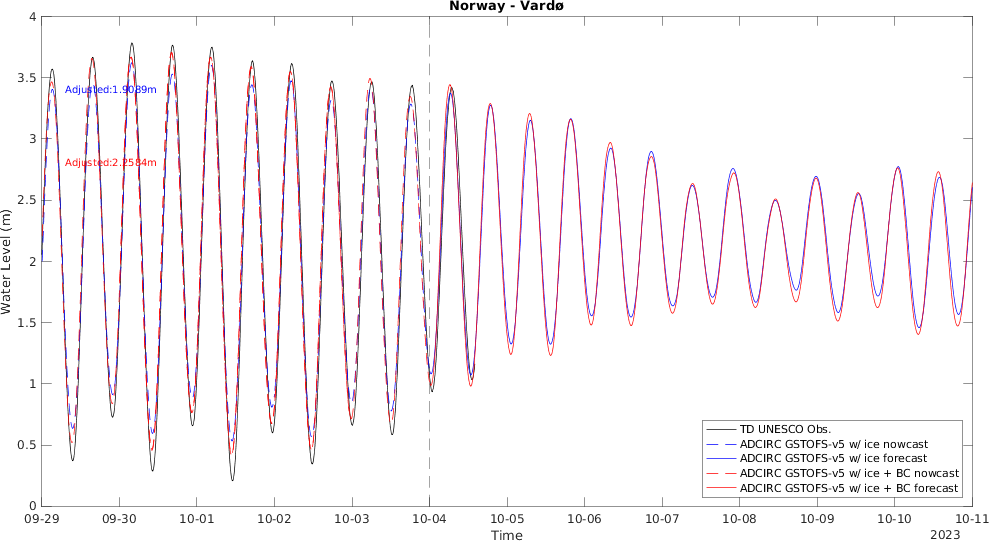 Norway - Vardø
4
3.5
3
2.5
2
1.5
1
0.5
0
Water Level (m)
Adjusted:1.9089m
Adjusted:2.2584m
TD UNESCO Obs.
ADCIRC GSTOFS-v5 w/ ice nowcast
ADCIRC GSTOFS-v5 w/ ice forecast
ADCIRC GSTOFS-v5 w/ ice + BC nowcast
ADCIRC GSTOFS-v5 w/ ice + BC forecast
09-29 09-30 10-01 10-02 10-03 10-04 10-05 10-06 10-07 10-08 10-09 10-10 10-11
Time
2023